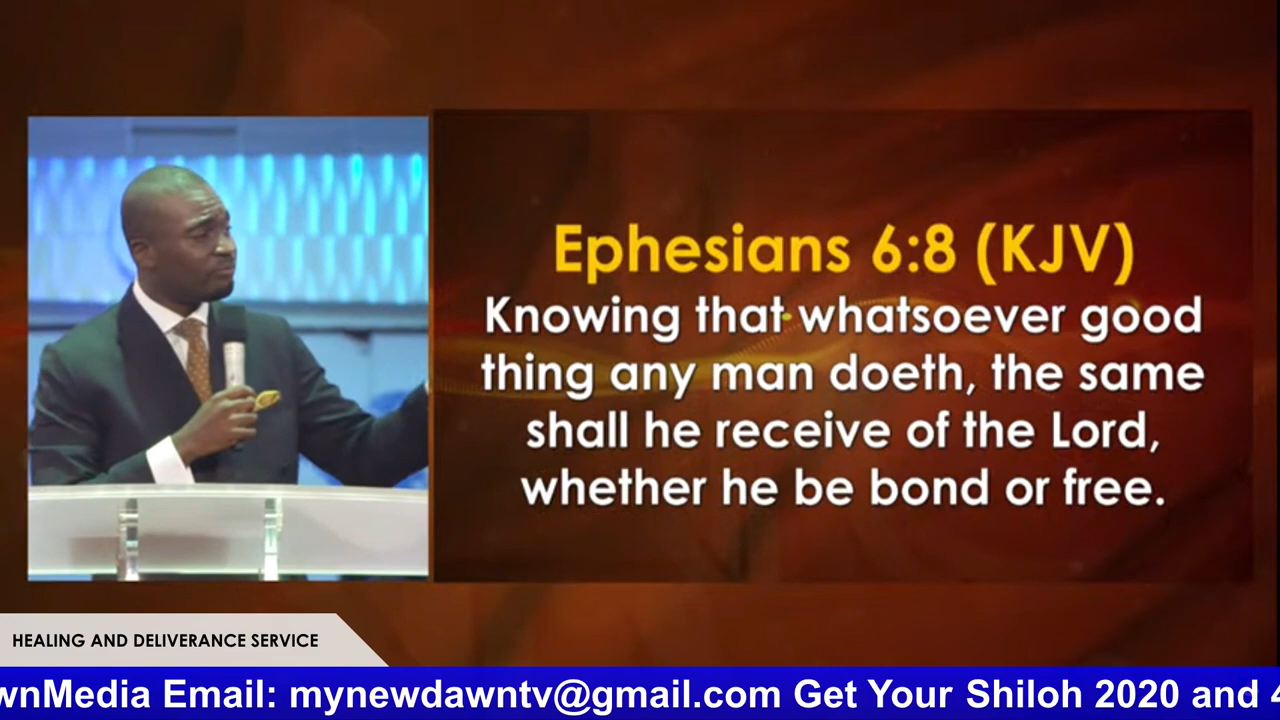 Ephesians 6:8 (KJV)
Knowing that whatsoever good
thing any man doeth, the same
shall he receive of the Lord,
whether he be bond or free.
HEALING AND DELIVERANCE SERVICE
wnMedia Email: mynewdawntv@gmail.com Get Your Shiloh 2020 and 4